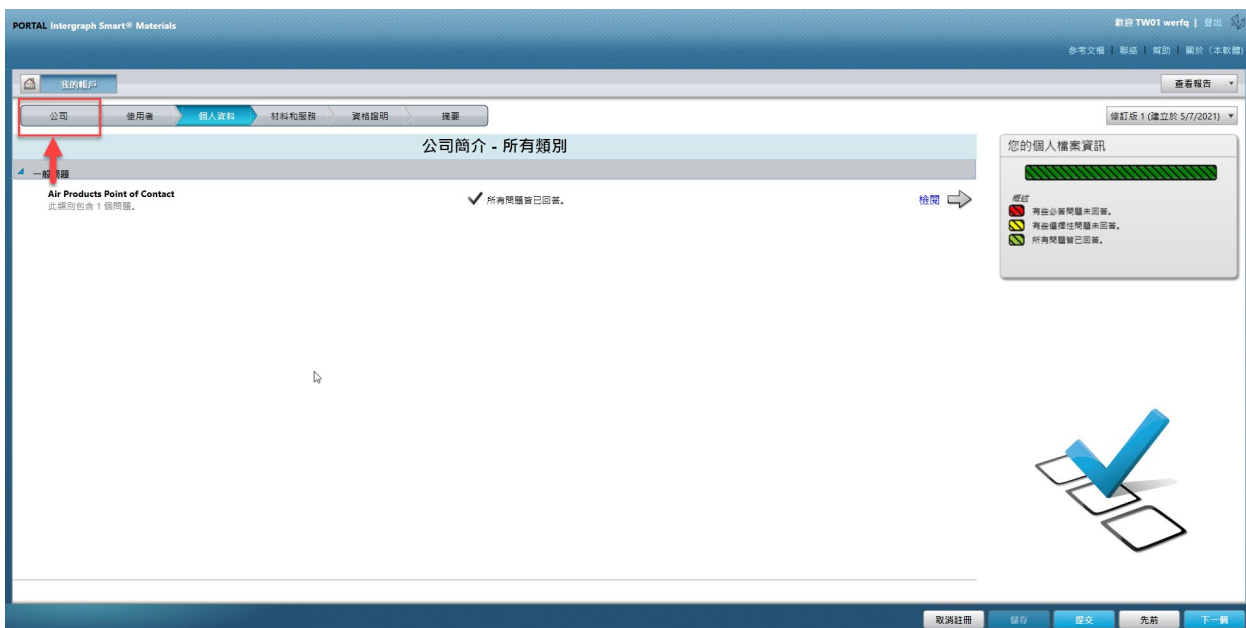 PORTAL Intergraph Smart® Materials
歡迎 TW01 werfq | 登出
參考文檔 | 聯絡 | 幫助 | 關於（本軟體）
我的帳戶
查看報告
公司 使用者 個人資料 材料和服務 資格證明 摘要
修訂版 1 (建立於 5/7/2021)
公司簡介 - 所有類別
一般問題
Air Products Point of Contact
此類別包含 1 個問題。
所有問題皆已回答。
檢閱
您的個人檔案資訊
概括
有些必答問題未回答。
有些選擇性問題未回答。
所有問題皆已回答。
取消註冊 儲存 提交 先前 下一個